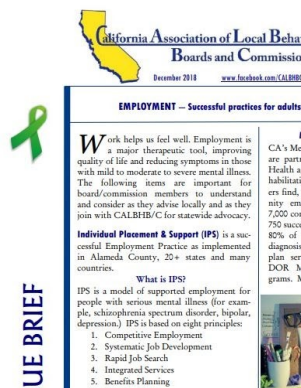 California Association of Local Beha
Boards and Commissio
December 2018 www.facebook.com/CALBHB
EMPLOYMENT — Successful practices for adults
Work helps us feel well. Employment is
a major therapeutic tool, improving
quality of life and reducing symptoms in those
with mild to moderate to severe mental illness.
The following items are important for
board/commission members to understand
and consider as they advise locally and as they
join with CALBHB/C for statewide advocacy.
Individual Placement & Support (IPS) is a suc-
cessful Employment Practice as implemented
in Alameda County, 20+ states and many
countries.
What is IPS?
IPS is a model of supported employment for
people with serious mental illness (for exam-
ple, schizophrenia spectrum disorder, bipolar,
depression.) IPS is based on eight principles:
1. Competitive Employment
2. Systematic Job Development
3. Rapid Job Search
4. Integrated Services
5. Benefits Planning
CA's Me
are partn
Health a
habilitati
ers find,
nity em
7,000 cou
750 succe
80% of
diagnosis
plan serv
DOR M
grams. M
UE BRIEF